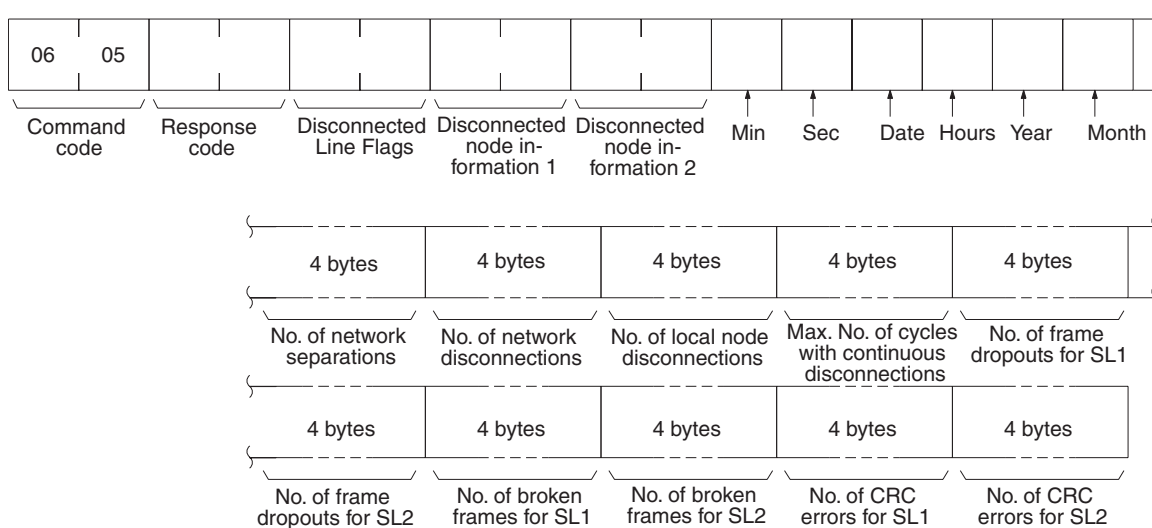 06 05
Command code
Response code
Disconnected Line Flags
Disconnected node in-formation 1
Disconnected node in-formation 2
Min
Sec
Date
Hours
Year
Month
4 bytes
4 bytes
4 bytes
4 bytes
4 bytes
No. of network separations
No. of network disconnections
No. of local node disconnections
Max. No. of cycles with continuous disconnections
No. of frame dropouts for SL1
4 bytes
4 bytes
4 bytes
4 bytes
4 bytes
No. of frame dropouts for SL2
No. of broken frames for SL1
No. of broken frames for SL2
No. of CRC errors for SL1
No. of CRC errors for SL2